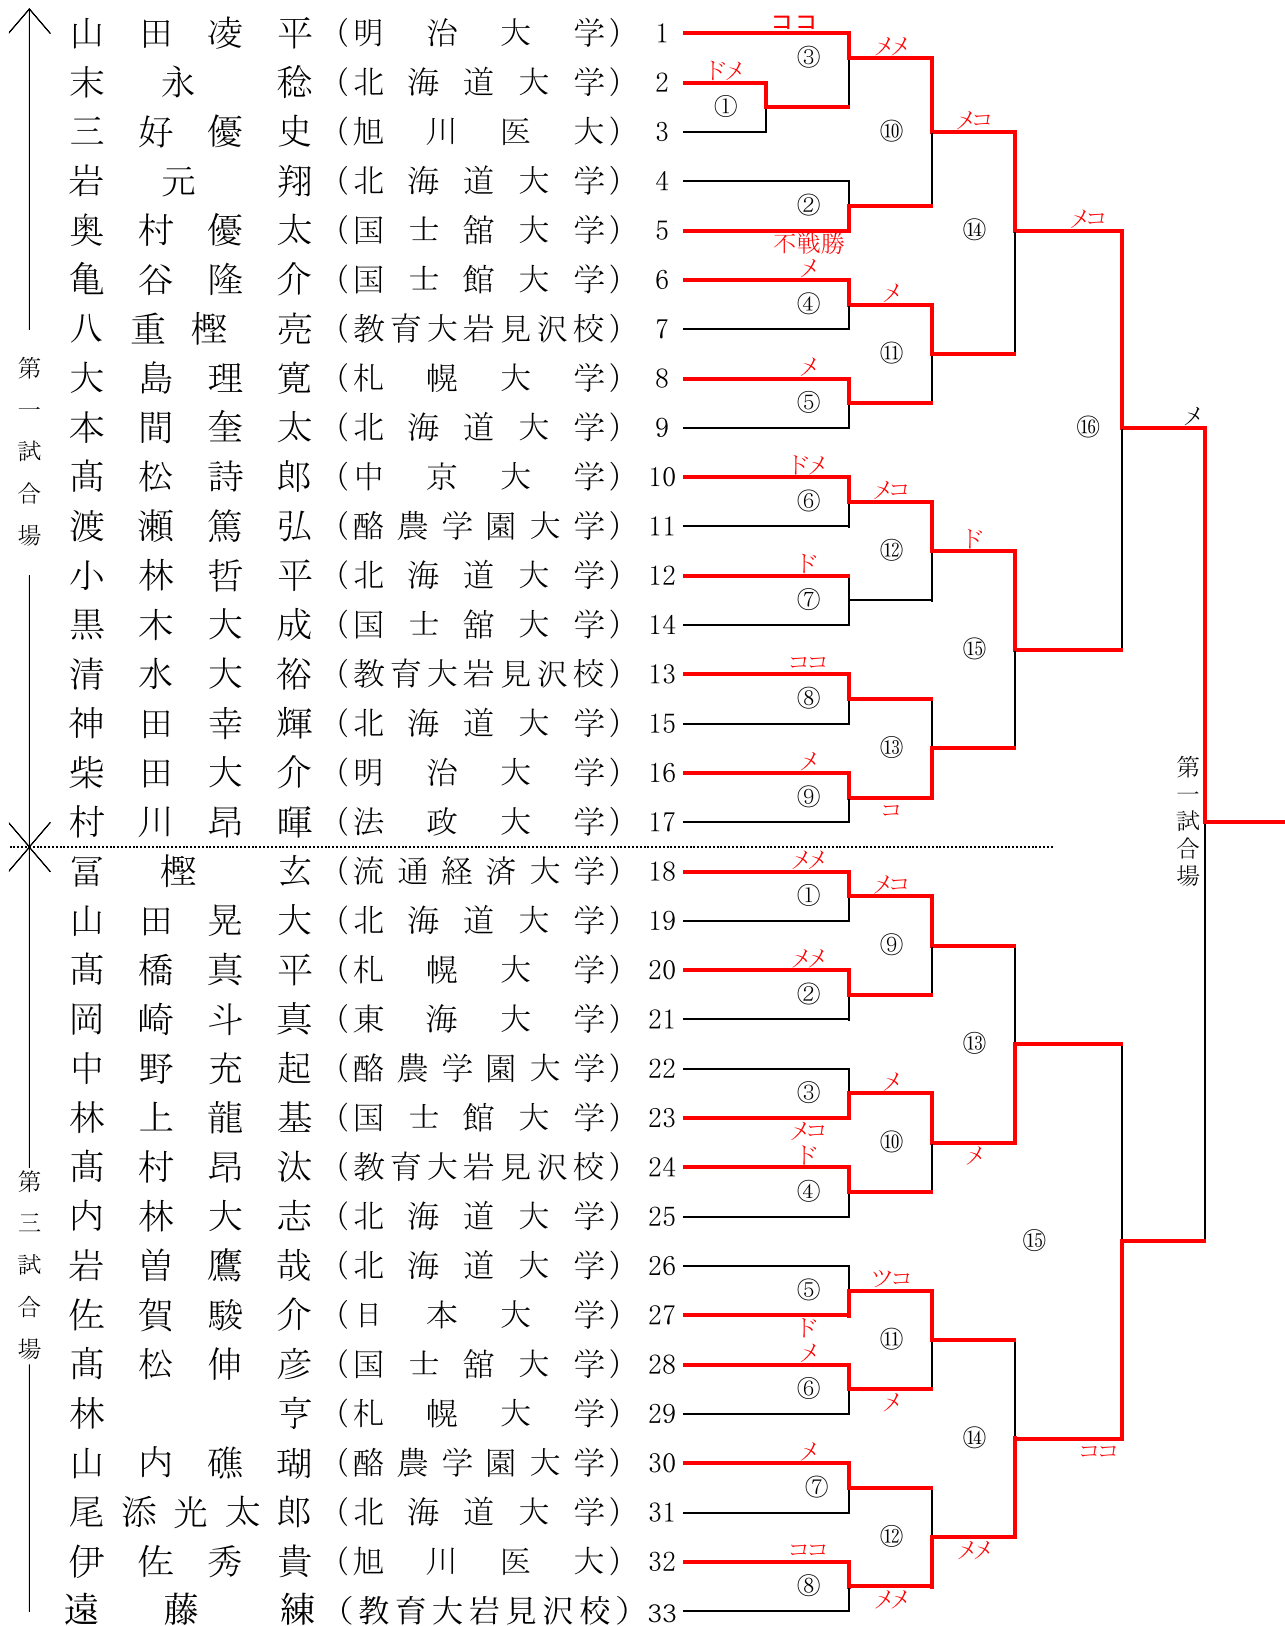 山田凌平（明治大学）1
末永稔（北海道大学）2
三好優史（旭川医大）3
岩元翔（北海道大学）4
奥村優太（国士舘大学）5
亀谷隆介（国士館大学）6
八重樫亮（教育大岩見沢校）7
大島理寛（札幌大学）8
本間奎太（北海道大学）9
髙松詩郎（中京大学）10
渡瀬篤弘（酪農学園大学）11
小林哲平（北海道大学）12
黒木大成（国士舘大学）14
清水大裕（教育大岩見沢校）13
神田幸輝（北海道大学）15
柴田大介（明治大学）16
村川昂暉（法政大学）17
冨樫玄（流通経済大学）18
山田晃大（北海道大学）19
髙橋真平（札幌大学）20
岡崎斗真（東海大学）21
中野充起（酪農学園大学）22
林上龍基（国士館大学）23
髙村昂汰（教育大岩見沢校）24
内林大志（北海道大学）25
岩曽鷹哉（北海道大学）26
佐賀駿介（日本大学）27
髙松伸彦（国士舘大学）28
林亨（札幌大学）29
山内礁瑚（酪農学園大学）30
尾添光太郎（北海道大学）31
伊佐秀貴（旭川医大）32
遠藤練（教育大岩見沢校）33
第一試合場
第三試合場
ココ
③
ドメ
①
②
不戦勝
メ
④
メ
⑤
ドメ
⑥
ド
⑦
ココ
⑧
メ
⑨
メメ
①
メメ
②
③
メコ
ド
④
⑤
ド
メ
⑥
メ
⑦
ココ
⑧
メメ
⑩
メ
⑪
メコ
⑫
⑬
コ
メコ
⑨
メ
⑩
ツコ
⑪
メ
⑫
メメ
メコ
⑭
ド
⑮
⑬
メ
⑭
メメ
メコ
⑯
⑮
ココ
メ
第一試合場